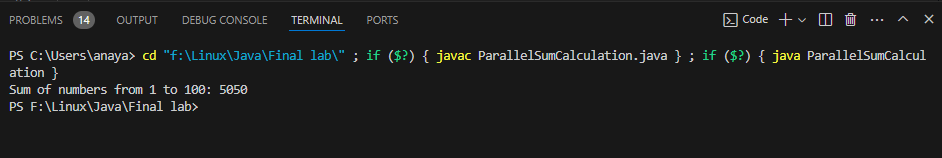 PROBLEMS 14 OUTPUT DEBUG CONSOLE TERMINAL PORTS Code
PS C:\Users\anaya> cd "f:\Linux\Java\Final lab\" ; if ($?) { javac ParallelSumCalculation.java } ; if ($?) { java ParallelSumCalcul
ation }
Sum of numbers from 1 to 100: 5050
PS F:\Linux\Java\Final lab>